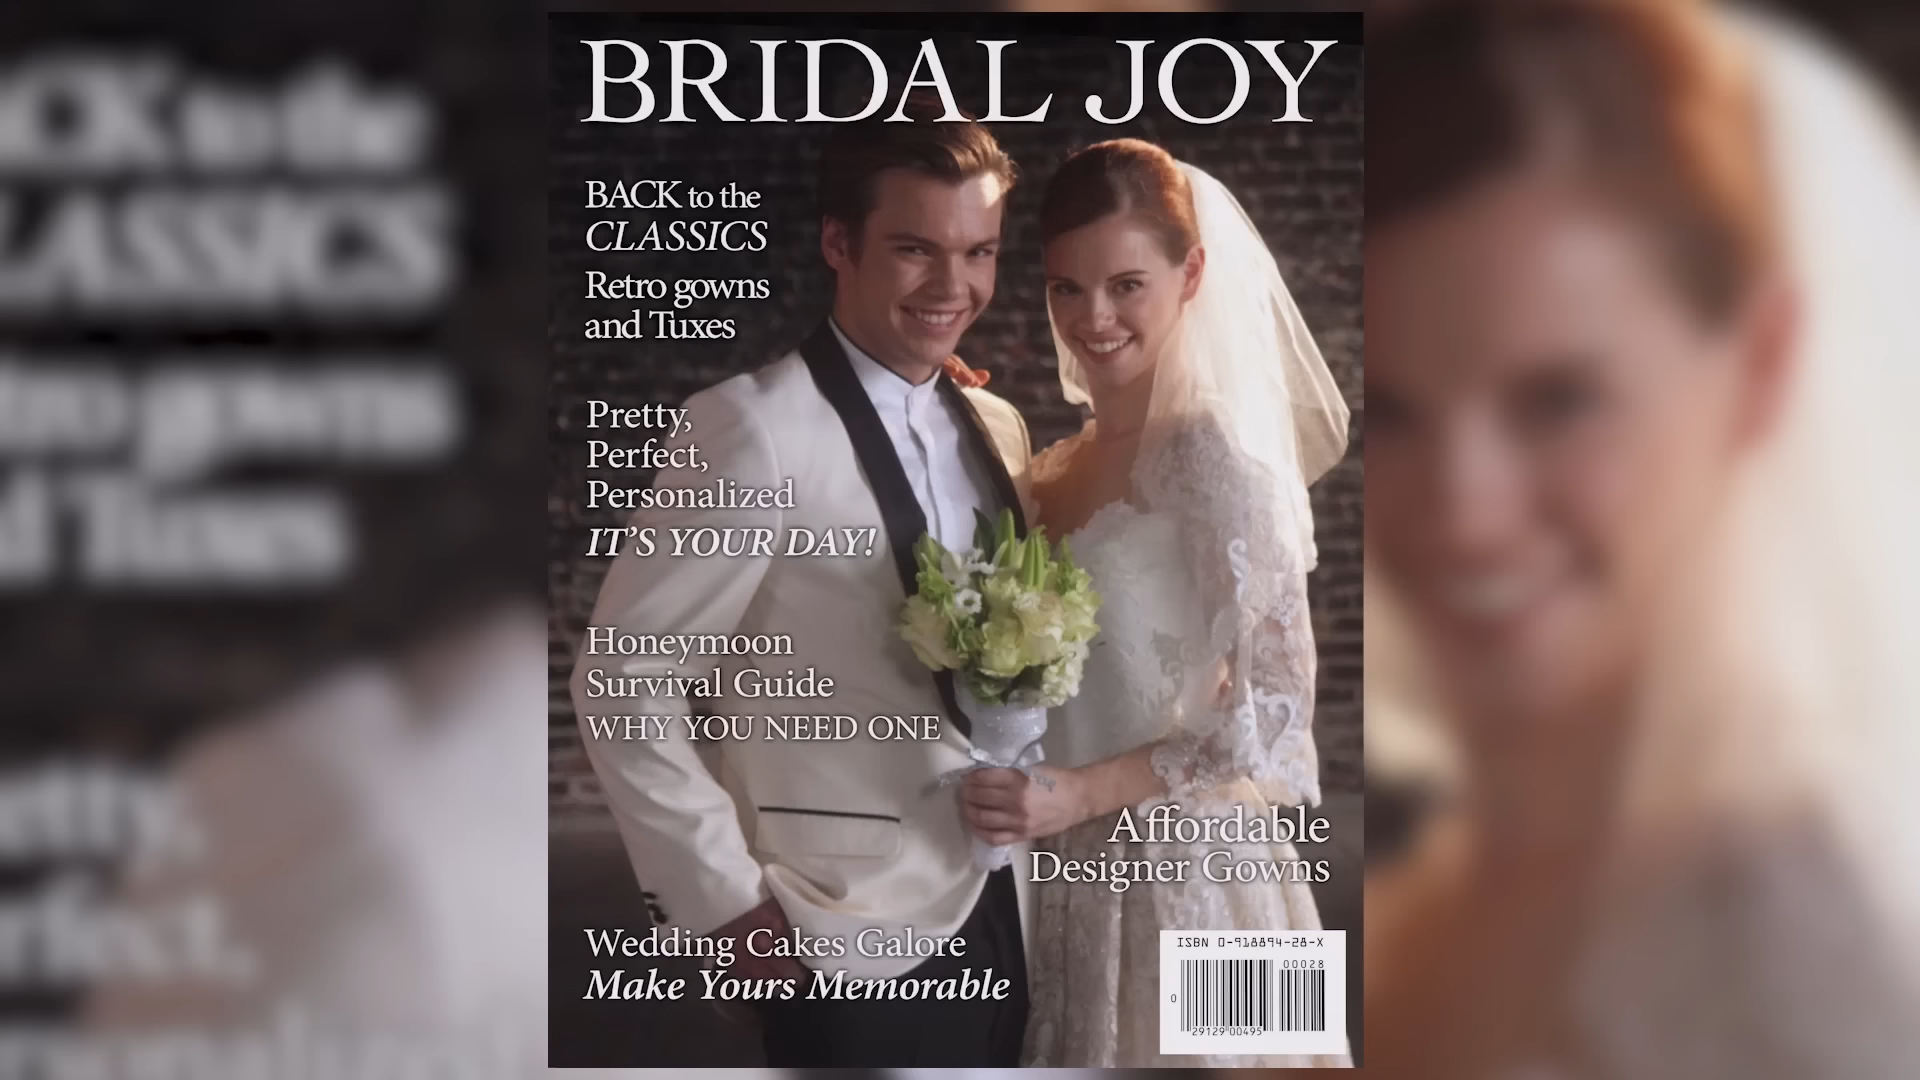 BRIDAL JOY
BACK to the
CLASSICS
Retro gowns
and Tuxes
Pretty,
Perfect,
Personalized
IT'S YOUR DAY!
Honeymoon
Survival Guide
WHY YOU NEED ONE
Affordable
Designer Gowns
Wedding Cakes Galore
Make Yours Memorable
ISBN 0-918894-28-X
00028
0
29129 00495